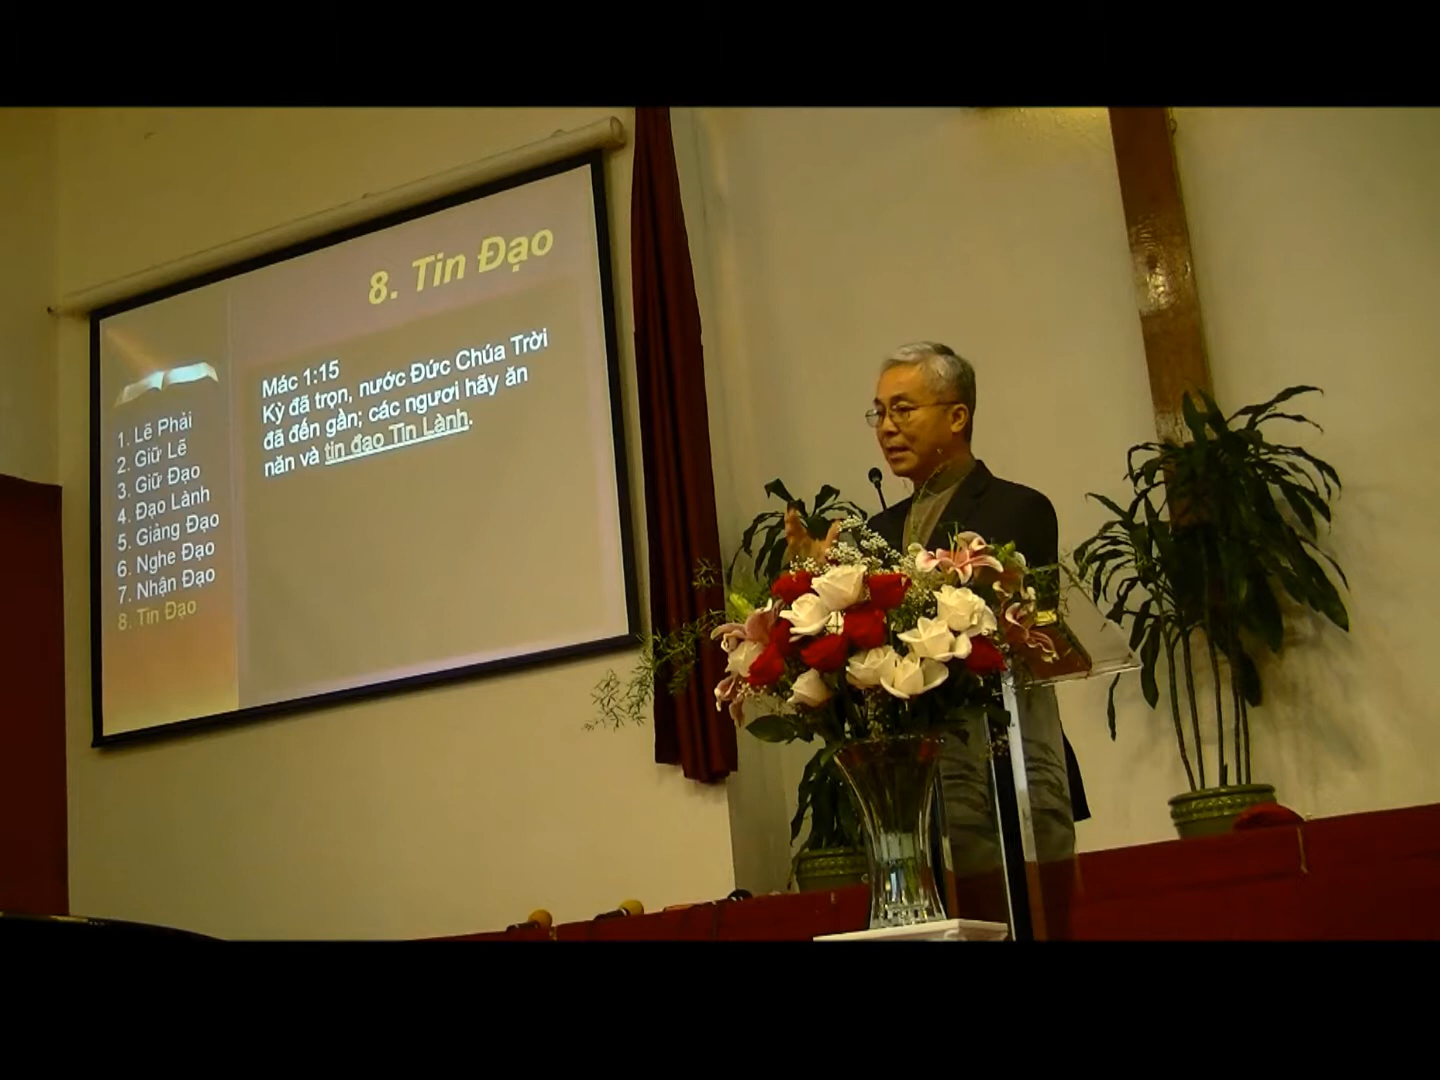 8. Tin Đạo
Mác 1:15
Kỳ đã trọn, nước Đức Chúa Trời
đã đến gần; các ngươi hãy ăn
năn và tin đạo Tin Lành.
1. Lẽ Phải
2. Giữ Lẽ
3. Giữ Đạo
4. Đạo Lành
5. Giảng Đạo
6. Nghe Đạo
7. Nhận Đạo
8. Tin Đạo